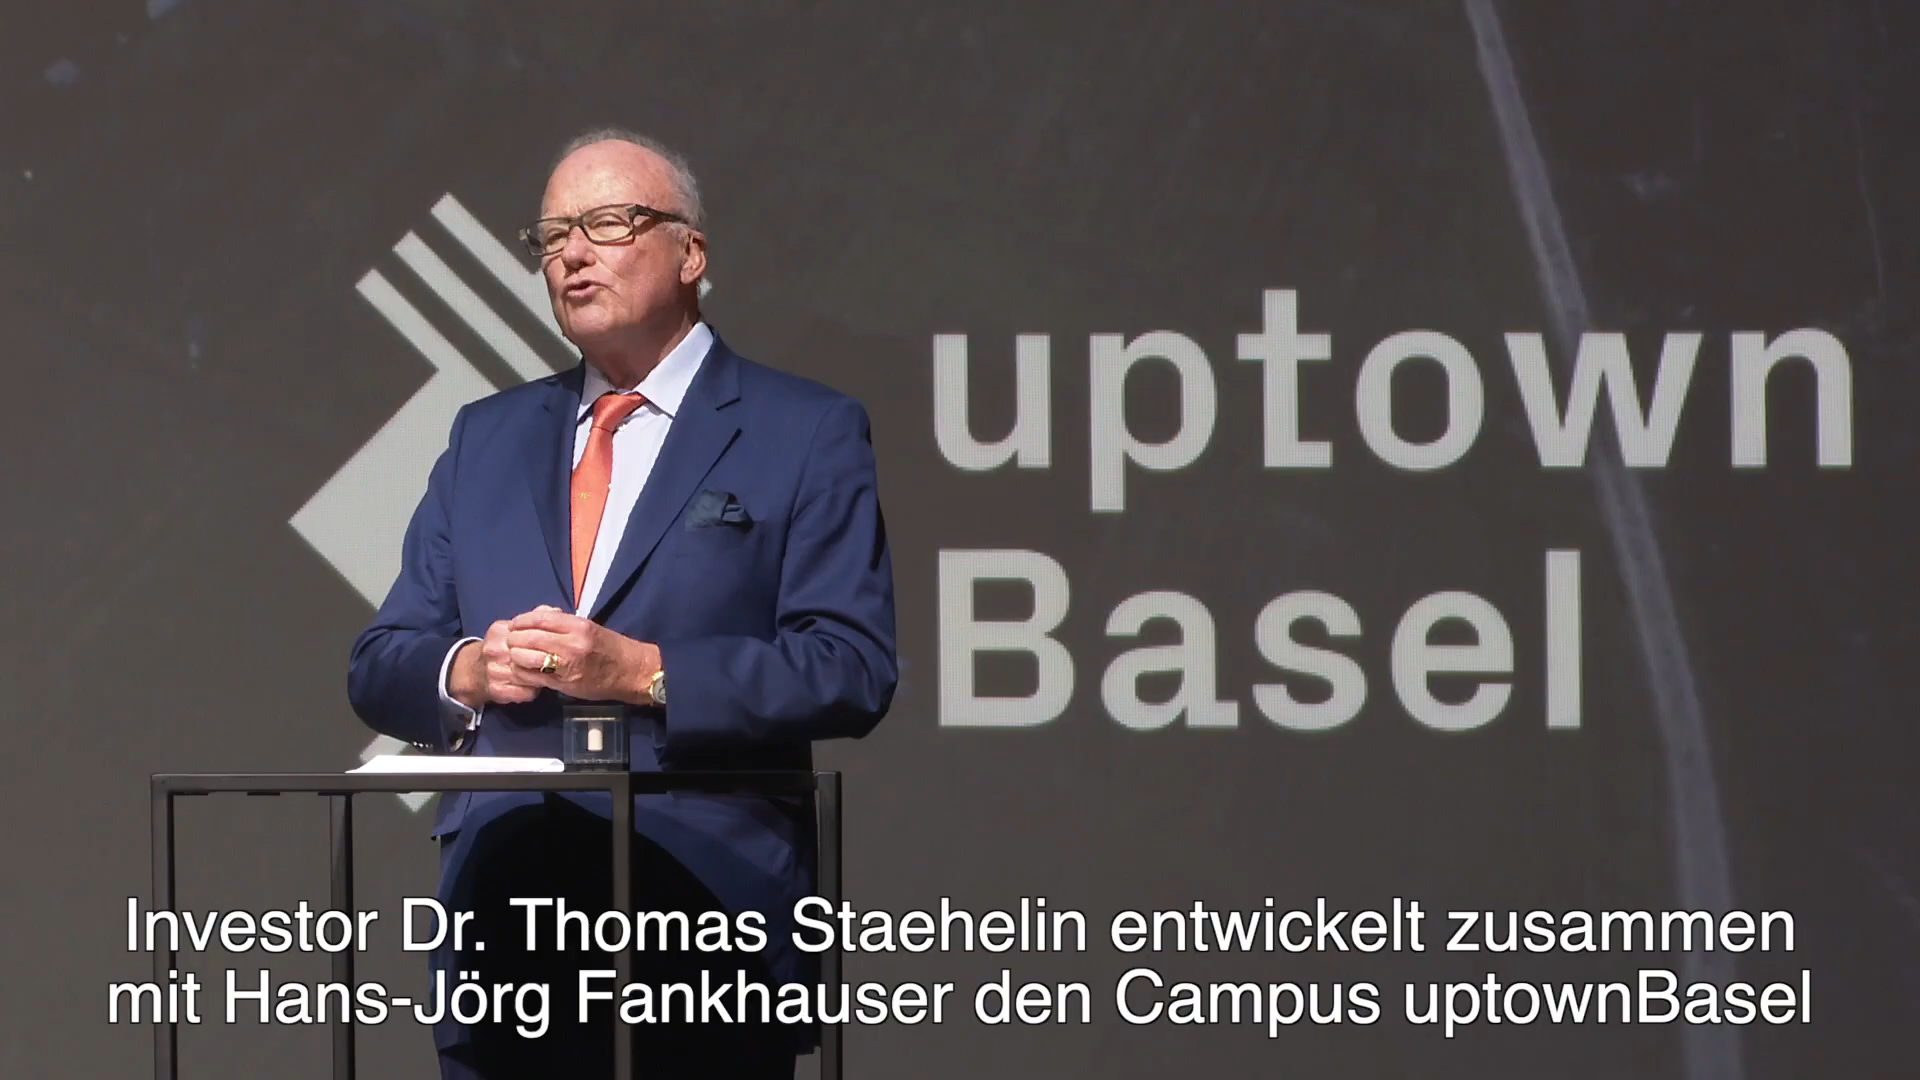 uptown
Basel
Investor Dr. Thomas Staehelin entwickelt zusammen
mit Hans-Jörg Fankhauser den Campus uptownBasel